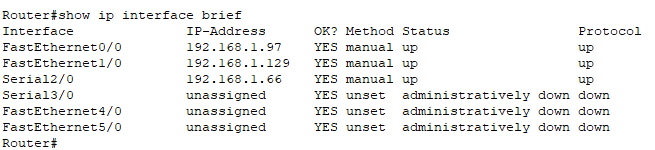 Router#show ip interface brief
Interface              IP-Address      OK? Method Status                Protocol
FastEthernet0/0        192.168.1.97    YES manual up                    up
FastEthernet1/0        192.168.1.129   YES manual up                    up
Serial2/0              192.168.1.66    YES manual up                    up
Serial3/0              unassigned      YES unset  administratively down down
FastEthernet4/0        unassigned      YES unset  administratively down down
FastEthernet5/0        unassigned      YES unset  administratively down down
Router#